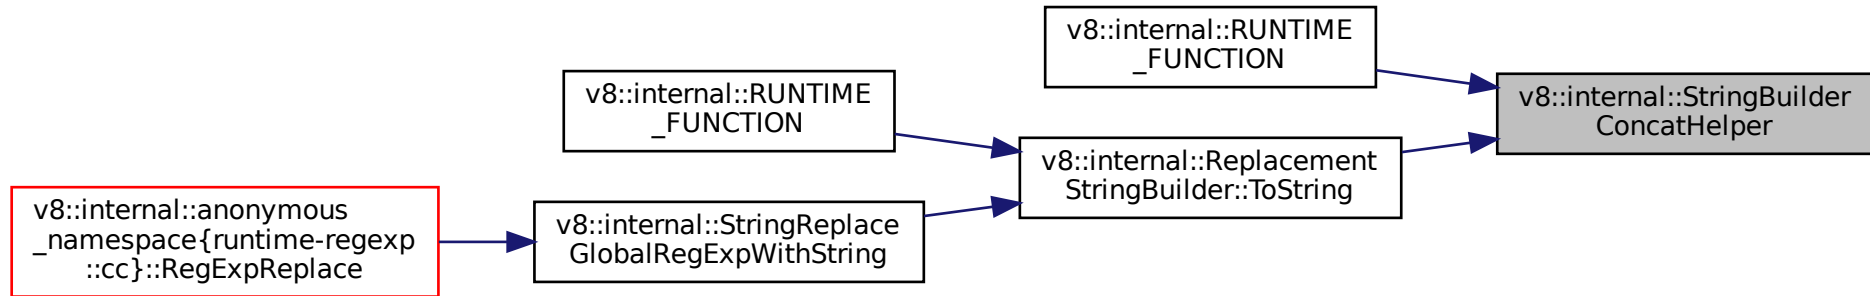 v8::internal::RUNTIME
_FUNCTION
v8::internal::RUNTIME
_FUNCTION
v8::internal::StringBuilder
ConcatHelper
v8::internal::Replacement
StringBuilder::ToString
v8::internal::anonymous
_namespace{runtime-regexp
::cc}::RegExpReplace
v8::internal::StringReplace
GlobalRegExpWithString